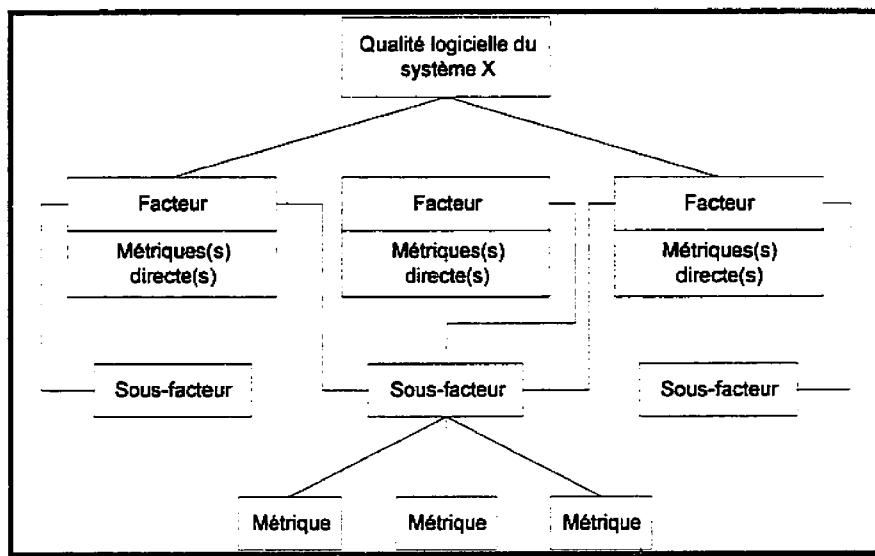 Qualité logicielle du
système X
Facteur
Facteur
Facteur
Métriques(s)
directe(s)
Métriques(s)
directe(s)
Métriques(s)
directe(s)
Sous-facteur
Sous-facteur
Sous-facteur
Métrique
Métrique
Métrique